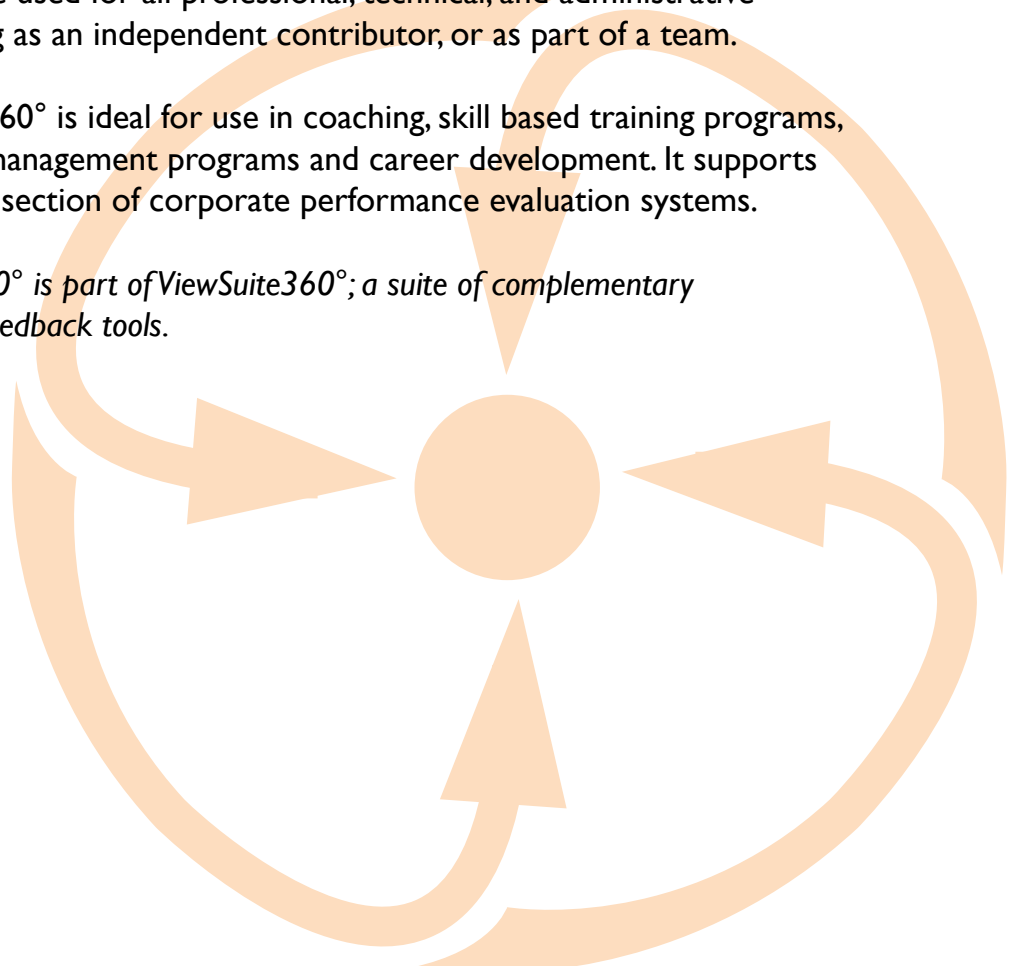 used for all professional, technical, and administrative
as an independent contributor, or as part of a team.
60° is ideal for use in coaching, skill based training programs,
management programs and career development. It supports
section of corporate performance evaluation systems.
0° is part of ViewSuite360°; a suite of complementary
edback tools.